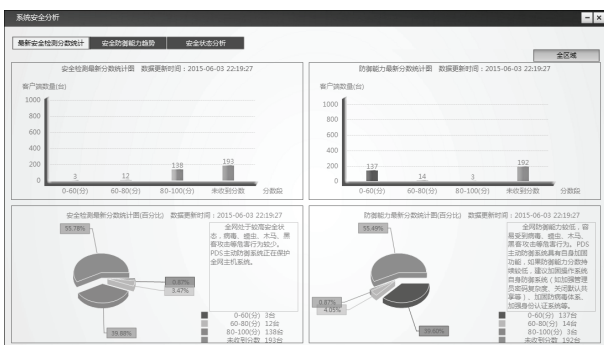 系统安全分析
最新安全检测分数统计 安全防御能力趋势 安全状态分析
全区域
安全检测最新分数统计图 数据更新时间：2015-06-03 22:19:27
客户端数量(台)
1000
800
600
400
200
0
3 12 138 193
0-60(分) 60-80(分) 80-100(分) 未收到分数 分数段
防御能力最新分数统计图 数据更新时间：2015-06-03 22:19:27
客户端数量(台)
1000
800
600
400
200
0
137 14 3 192
0-60(分) 60-80(分) 80-100(分) 未收到分数 分数段
安全检测最新分数统计图(百分比) 数据更新时间：2015-06-03 22:19:27
55.78%
0.87%
3.47%
39.88%
全网处于较高安全状
态，病毒、蠕虫、木马、黑
客攻击等危害行为较少。
PDS主动防御系统正在保护
全网主机系统。
0-60(分) 3台
60-80(分) 12台
80-100(分) 138台
未收到分数 193台
防御能力最新分数统计图(百分比) 数据更新时间：2015-06-03 22:19:27
55.49%
0.87%
4.05%
39.60%
全网防御能力较低，容
易受到病毒、蠕虫、木马、
黑客攻击等危害行为。PDS
主动防御系统具有自身加固
功能，如果防御能力分数持
续较低，建议加固操作系统
自身防御系统（如加强管理
员密码复杂度、关闭默认共
享等）、加固防病毒体系、
加强身份认证系统等。
0-60(分) 137台
60-80(分) 14台
80-100(分) 3台
未收到分数 192台